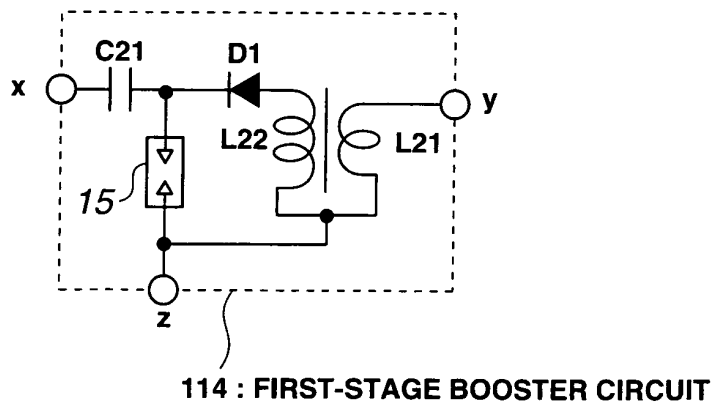 C21
D1
x
y
L22
L21
15
z
114 : FIRST-STAGE BOOSTER CIRCUIT